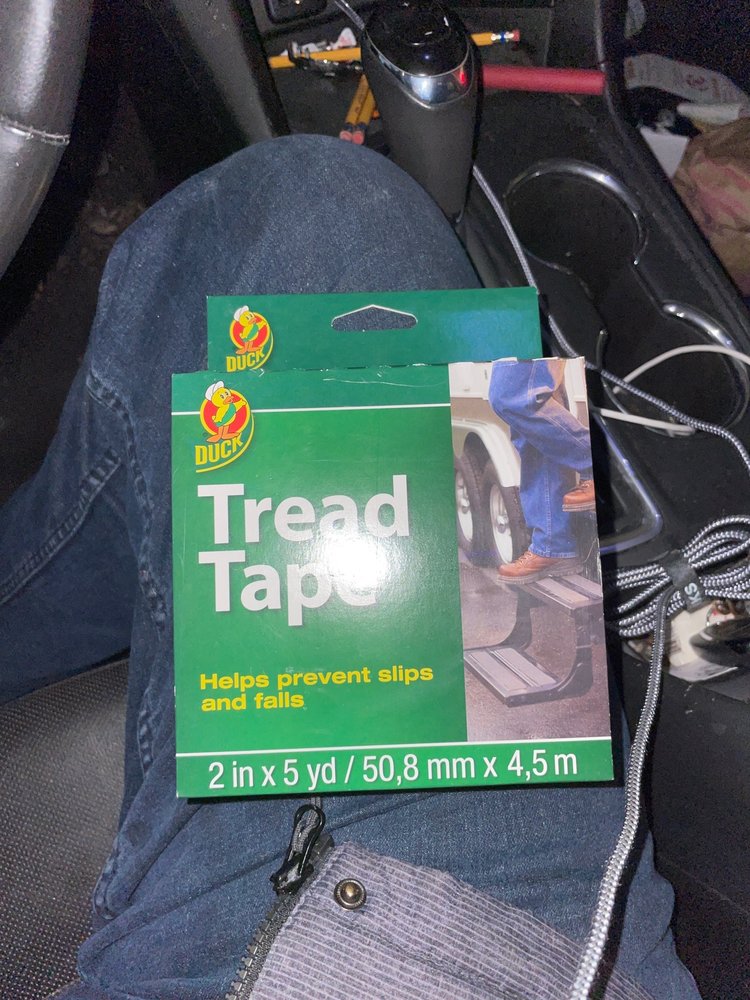 DUCK
DUCK
Tread
Tape
Helps prevent slips
and falls
2 in x 5 yd / 50,8 mm x 4,5 m